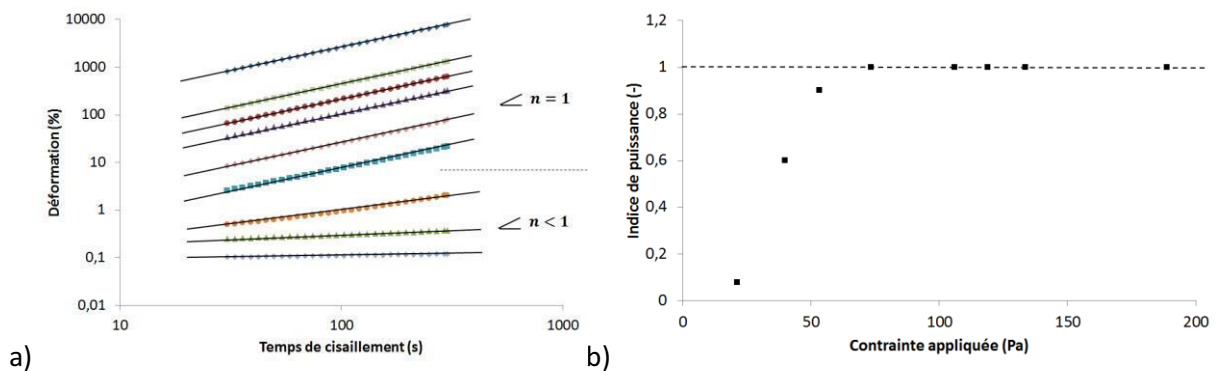 10000
1000
100
10
1
0,1
0,01
Déformation (%)
10
100
1000
Temps de cisaillement (s)
n = 1
n < 1
a)
1,2
1
0,8
0,6
0,4
0,2
0
Indice de puissance (-)
0
50
100
150
200
Contrainte appliquée (Pa)
b)